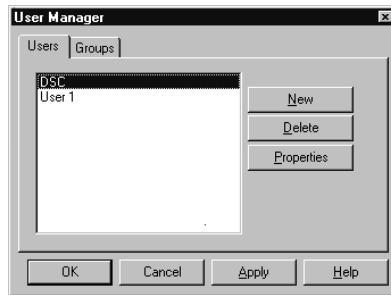 User Manager
Users Groups
DSC
User 1
New
Delete
Properties
OK Cancel Apply Help